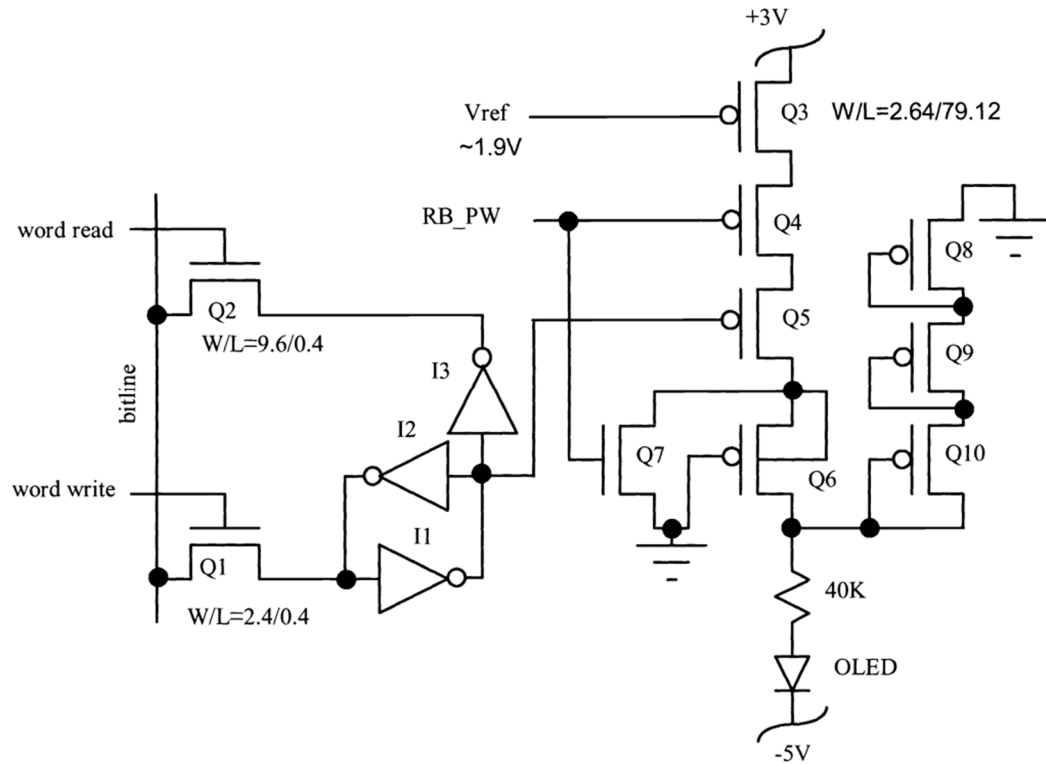 +3V
Vref
~1.9V
Q3
W/L=2.64/79.12
RB_PW
Q4
word read
Q8
Q2
W/L=9.6/0.4
Q5
I3
Q9
bitline
I2
Q7
Q6
Q10
word write
I1
Q1
W/L=2.4/0.4
40K
OLED
-5V